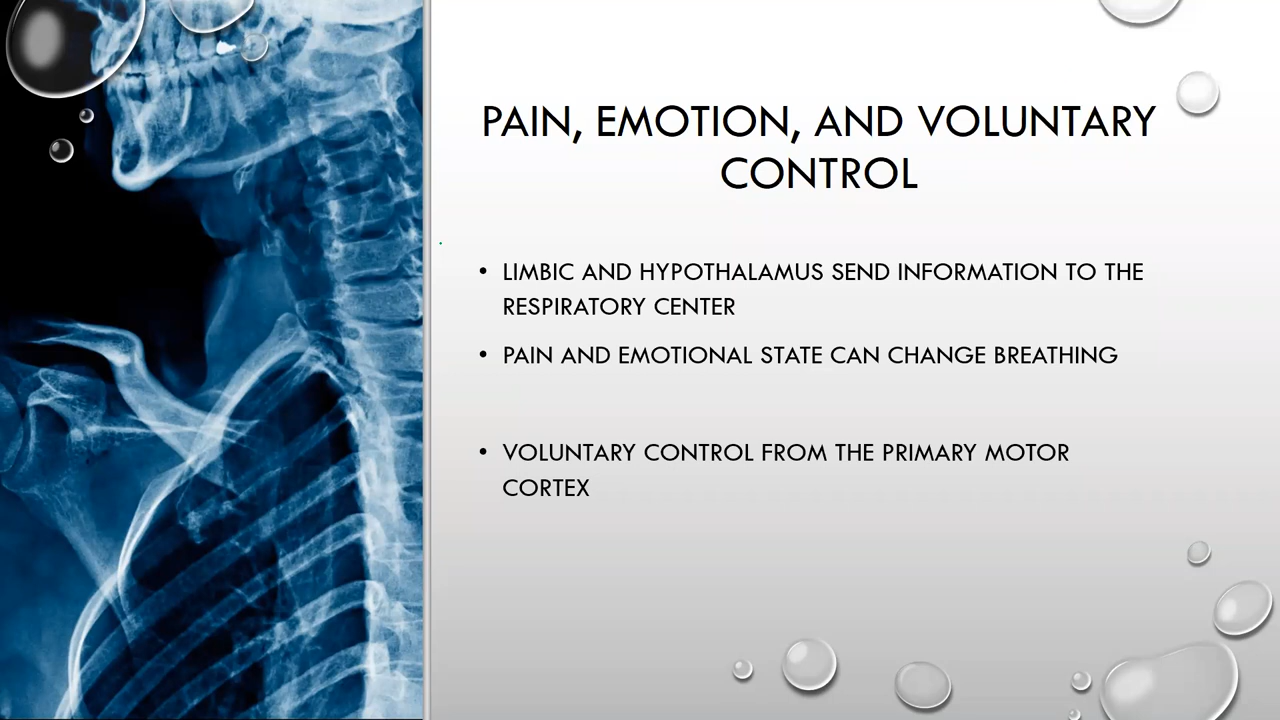 PAIN, EMOTION, AND VOLUNTARY
CONTROL
• LIMBIC AND HYPOTHALAMUS SEND INFORMATION TO THE
RESPIRATORY CENTER
• PAIN AND EMOTIONAL STATE CAN CHANGE BREATHING
• VOLUNTARY CONTROL FROM THE PRIMARY MOTOR
CORTEX